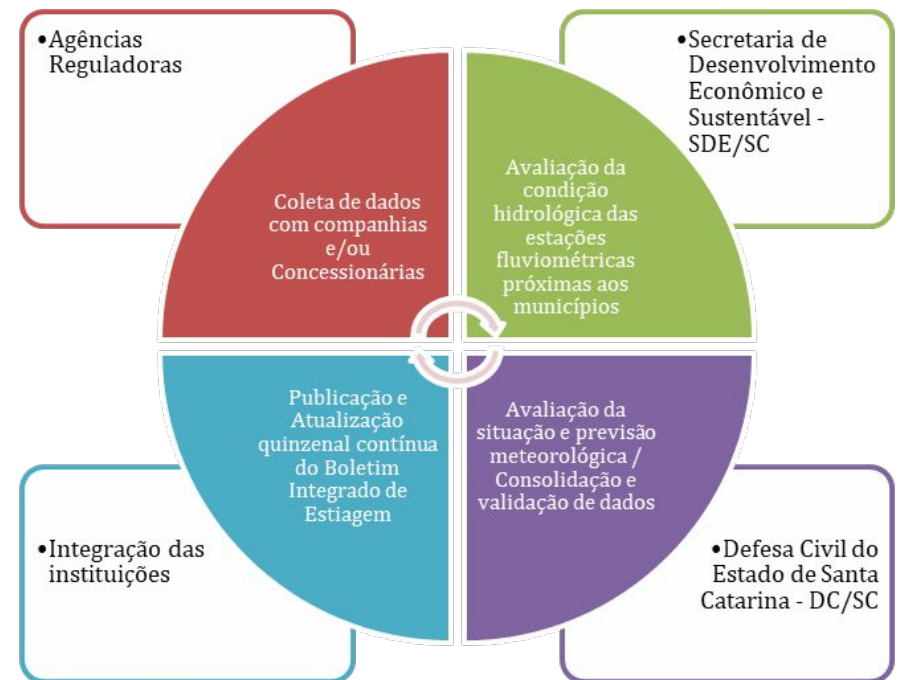 •Agências
Reguladoras
•Secretaria de
Desenvolvimento
Econômico e
Sustentável -
SDE/SC
Coleta de dados
com companhias
e/ou
Concessionárias
Avaliação da
condição
hidrológica das
estações
fluviométricas
próximas aos
municípios
Publicação e
Atualização
quinzenal contínua
do Boletim
Integrado de
Estiagem
Avaliação da
situação e previsão
meteorológica /
Consolidação e
validação de dados
•Integração das
instituições
•Defesa Civil do
Estado de Santa
Catarina - DC/SC